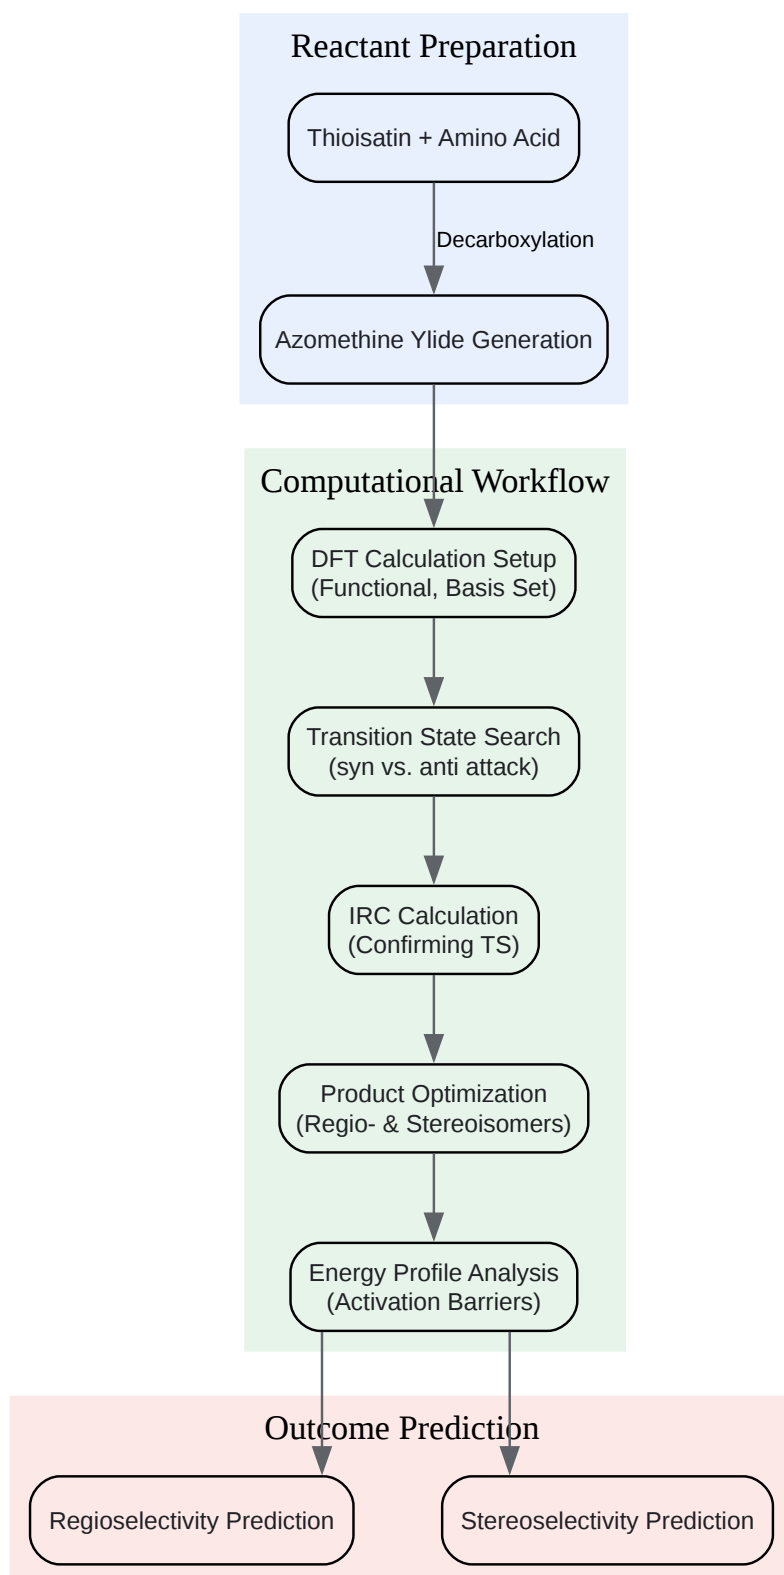 Reactant Preparation
Thioisatin + Amino Acid
Decarboxylation
Azomethine Ylide Generation
Computational Workflow
DFT Calculation Setup
(Functional, Basis Set)
Transition State Search
(syn vs. anti attack)
IRC Calculation
(Confirming TS)
Product Optimization
(Regio- & Stereoisomers)
Energy Profile Analysis
(Activation Barriers)
Outcome Prediction
Regioselectivity Prediction
Stereoselectivity Prediction